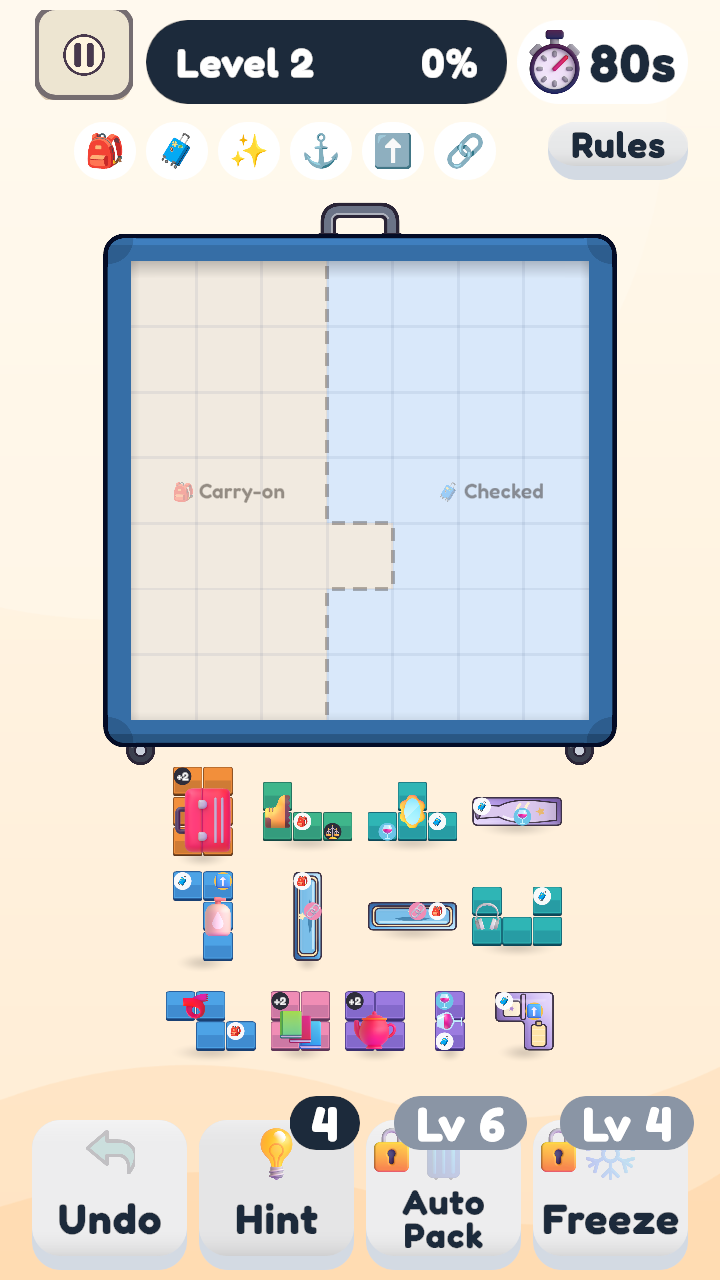 Level 2 0% 80s
Rules
Carry-on Checked
+2
+2 +2
4 Lv 6 Lv 4
Undo Hint Auto Pack Freeze